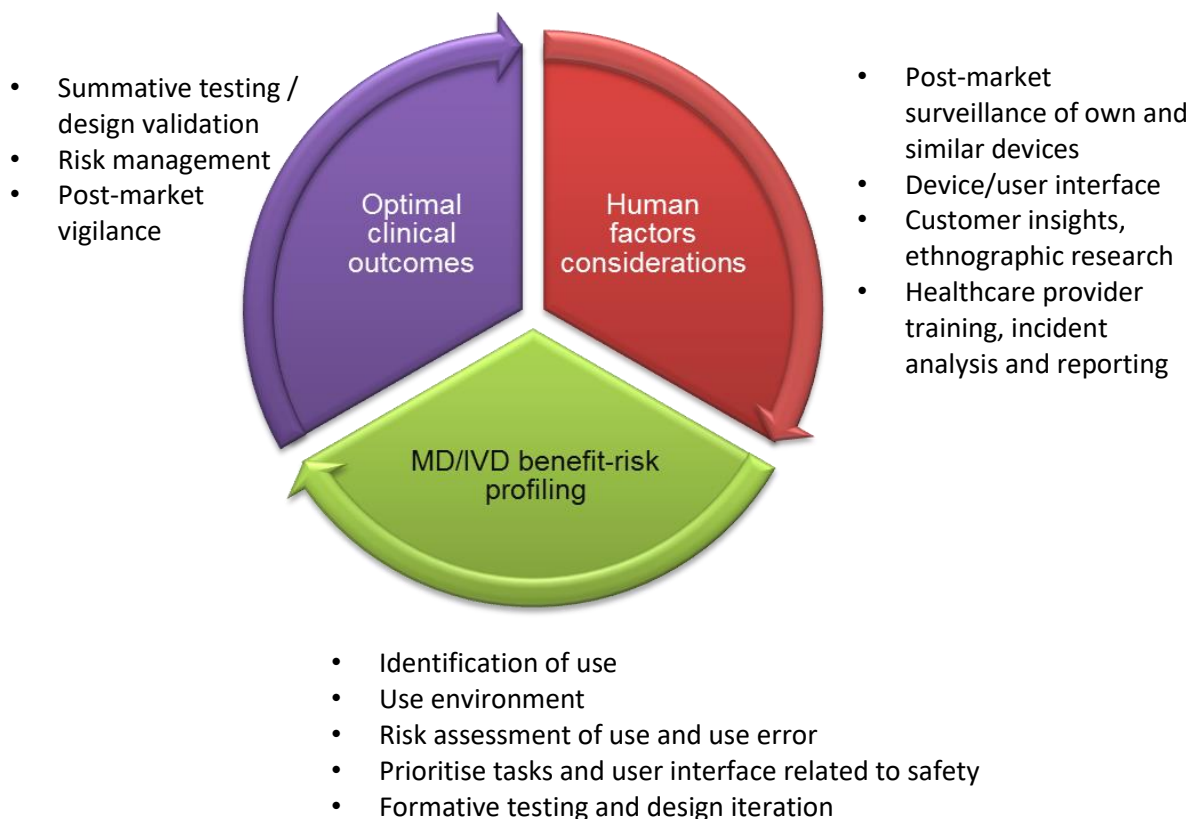 • Summative testing /
design validation
• Risk management
• Post-market
vigilance
Optimal
clinical
outcomes
Human
factors
considerations
• Post-market
surveillance of own and
similar devices
• Device/user interface
• Customer insights,
ethnographic research
• Healthcare provider
training, incident
analysis and reporting
MD/IVD benefit-risk
profiling
• Identification of use
• Use environment
• Risk assessment of use and use error
• Prioritise tasks and user interface related to safety
• Formative testing and design iteration